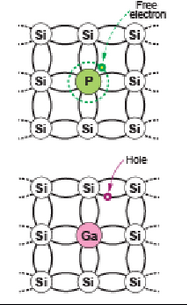 Free
electron
Si Si Si
Si P Si
Si Si Si
Hole
Si Si Si
Si Ga Si
Si Si Si